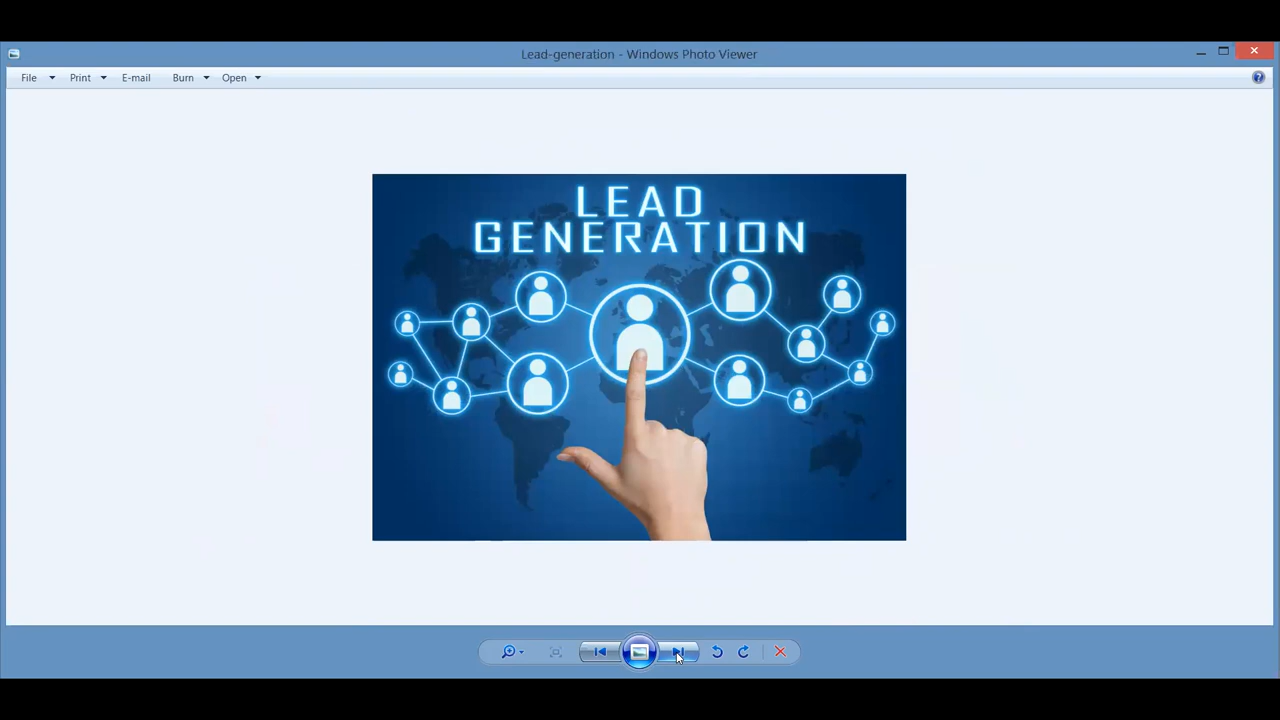 Lead-generation - Windows Photo Viewer
File Print E-mail Burn Open
LEAD
GENERATION